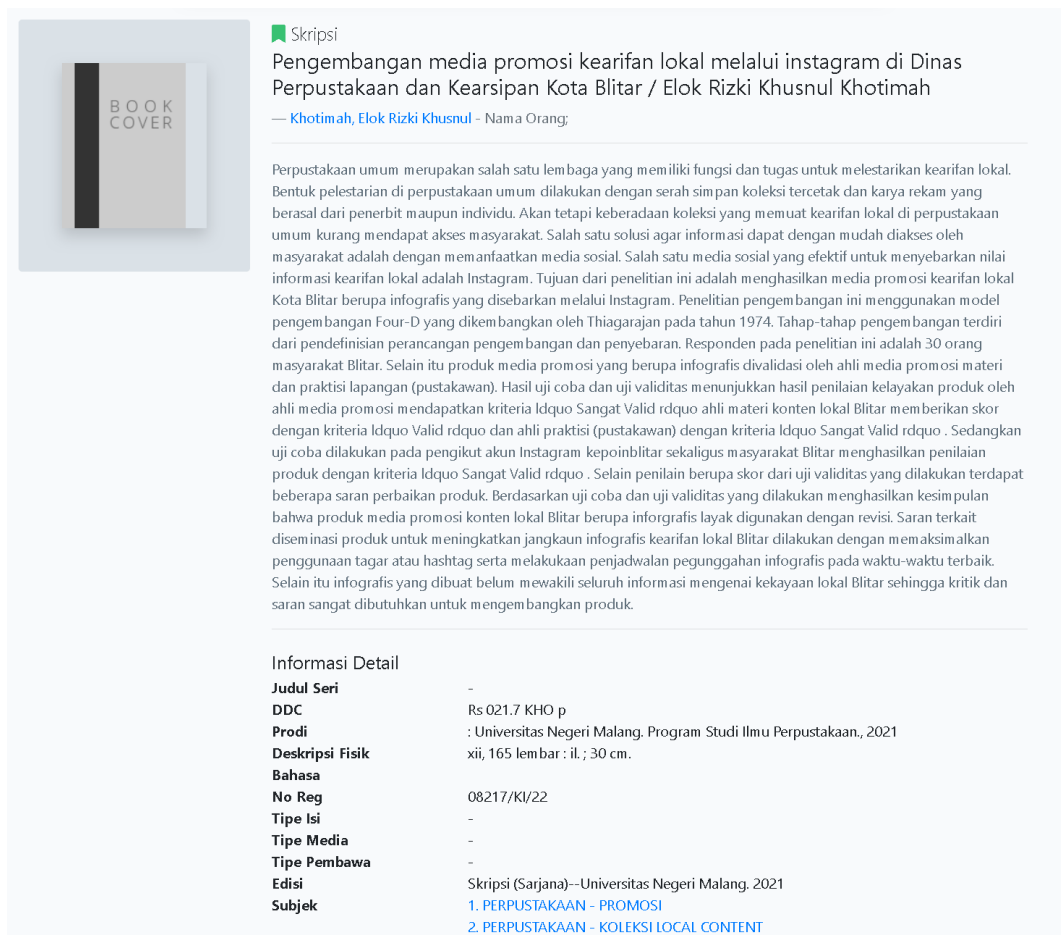 BOOK
COVER
Skripsi
Pengembangan media promosi kearifan lokal melalui instagram di Dinas
Perpustakaan dan Kearsipan Kota Blitar / Elok Rizki Khusnul Khotimah
— Khotimah, Elok Rizki Khusnul - Nama Orang;
Perpustakaan umum merupakan salah satu lembaga yang memiliki fungsi dan tugas untuk melestarikan kearifan lokal.
Bentuk pelestarian di perpustakaan umum dilakukan dengan serah simpan koleksi tercetak dan karya rekam yang
berasal dari penerbit maupun individu. Akan tetapi keberadaan koleksi yang memuat kearifan lokal di perpustakaan
umum kurang mendapat akses masyarakat. Salah satu solusi agar informasi dapat dengan mudah diakses oleh
masyarakat adalah dengan memanfaatkan media sosial. Salah satu media sosial yang efektif untuk menyebarkan nilai
informasi kearifan lokal adalah Instagram. Tujuan dari penelitian ini adalah menghasilkan media promosi kearifan lokal
Kota Blitar berupa infografis yang disebarkan melalui Instagram. Penelitian pengembangan ini menggunakan model
pengembangan Four-D yang dikembangkan oleh Thiagarajan pada tahun 1974. Tahap-tahap pengembangan terdiri
dari pendefinisian perancangan pengembangan dan penyebaran. Responden pada penelitian ini adalah 30 orang
masyarakat Blitar. Selain itu produk media promosi yang berupa infografis divalidasi oleh ahli media promosi materi
dan praktisi lapangan (pustakawan). Hasil uji coba dan uji validitas menunjukkan hasil penilaian kelayakan produk oleh
ahli media promosi mendapatkan kriteria ldquo Sangat Valid rdquo ahli materi konten lokal Blitar memberikan skor
dengan kriteria ldquo Valid rdquo dan ahli praktisi (pustakawan) dengan kriteria ldquo Sangat Valid rdquo . Sedangkan
uji coba dilakukan pada pengikut akun Instagram kepoinblitar sekaligus masyarakat Blitar menghasilkan penilaian
produk dengan kriteria ldquo Sangat Valid rdquo . Selain penilain berupa skor dari uji validitas yang dilakukan terdapat
beberapa saran perbaikan produk. Berdasarkan uji coba dan uji validitas yang dilakukan menghasilkan kesimpulan
bahwa produk media promosi konten lokal Blitar berupa inforgrafis layak digunakan dengan revisi. Saran terkait
diseminasi produk untuk meningkatkan jangkaun infografis kearifan lokal Blitar dilakukan dengan memaksimalkan
penggunaan tagar atau hashtag serta melakukaan penjadwalan pegunggahan infografis pada waktu-waktu terbaik.
Selain itu infografis yang dibuat belum mewakili seluruh informasi mengenai kekayaan lokal Blitar sehingga kritik dan
saran sangat dibutuhkan untuk mengembangkan produk.
Informasi Detail
Judul Seri -
DDC Rs 021.7 KHO p
Prodi : Universitas Negeri Malang. Program Studi Ilmu Perpustakaan., 2021
Deskripsi Fisik xii, 165 lembar : il. ; 30 cm.
Bahasa
No Reg 08217/KI/22
Tipe Isi -
Tipe Media -
Tipe Pembawa -
Edisi Skripsi (Sarjana)--Universitas Negeri Malang. 2021
Subjek 1. PERPUSTAKAAN - PROMOSI
2. PERPUSTAKAAN - KOLEKSI LOCAL CONTENT